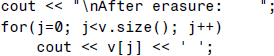 cout << "\nAfter erasure:    ";
for(j=0; j<v.size(); j++)
    cout << v[j] << ' ';